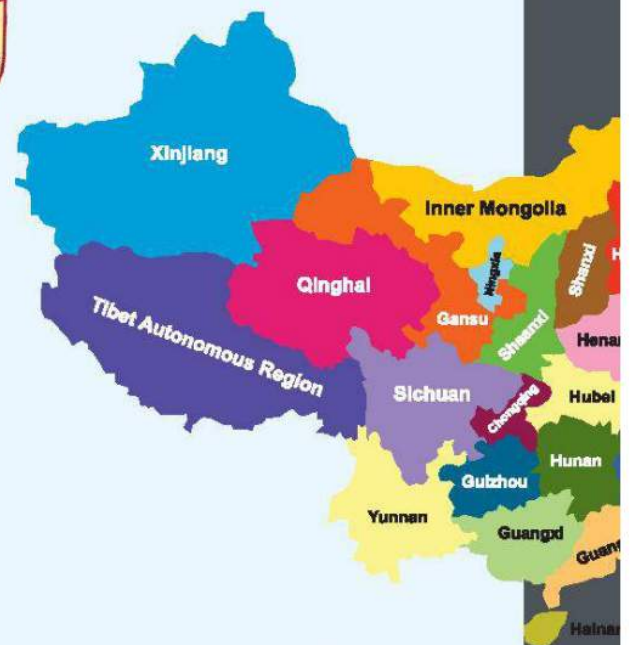 Xinjiang
Inner Mongolia
Ningxia
Shanxi
H
Qinghai
Tibet Autonomous Region
Gansu
Shaanxi
Henan
Sichuan
Chongqing
Hubei
Hunan
Guizhou
Yunnan
Guangxi
Guang
Hainan